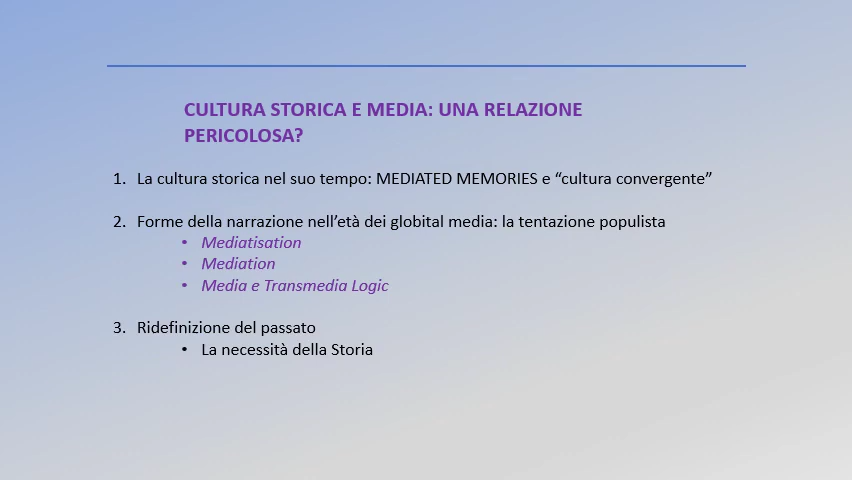 CULTURA STORICA E MEDIA: UNA RELAZIONE
PERICOLOSA?
1. La cultura storica nel suo tempo: MEDIATED MEMORIES e “cultura convergente”
2. Forme della narrazione nell’età dei globital media: la tentazione populista
• Mediatisation
• Mediation
• Media e Transmedia Logic
3. Ridefinizione del passato
• La necessità della Storia